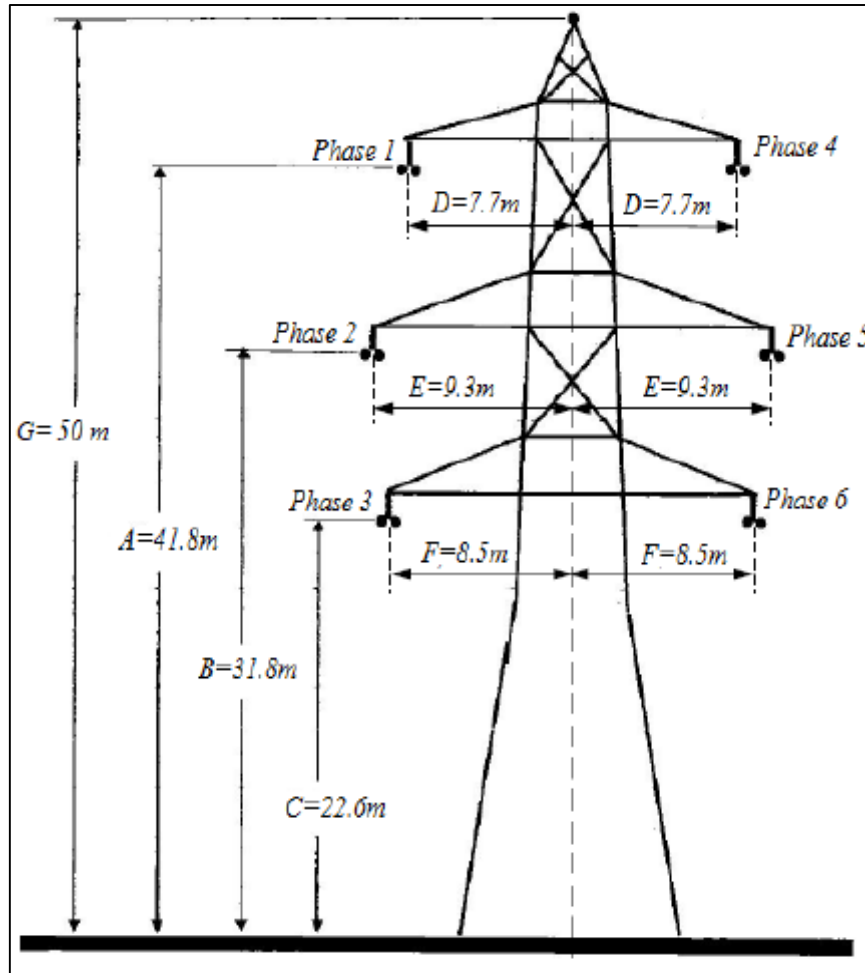 Phase 1
Phase 4
D=7.7m
D=7.7m
Phase 2
Phase 5
E=9.3m
E=9.3m
G= 50 m
Phase 3
Phase 6
A=41.8m
F=8.5m
F=8.5m
B=31.8m
C=22.6m